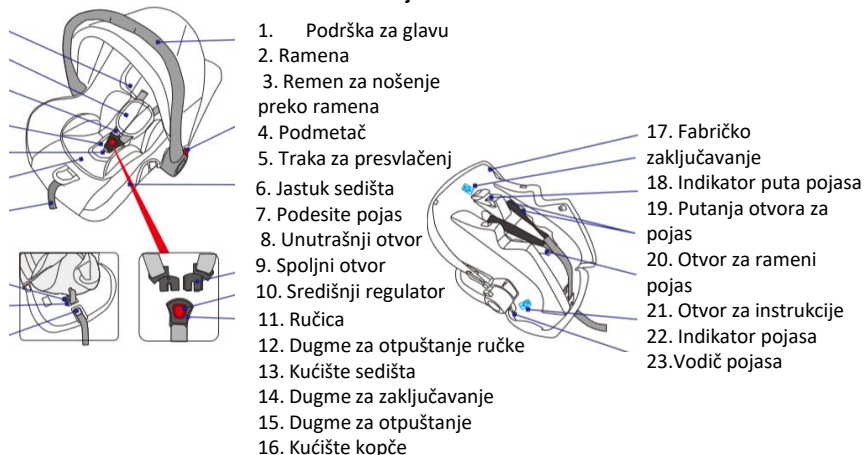 1. Podrška za glavu
2. Ramena
3. Remen za nošenje
preko ramena
4. Podmetač
5. Traka za presvlačenj
6. Jastuk sedišta
7. Podesite pojas
8. Unutrašnji otvor
9. Spoljni otvor
10. Središnji regulator
11. Ručica
12. Dugme za otpuštanje ručke
13. Kućište sedišta
14. Dugme za zaključavanje
15. Dugme za otpuštanje
16. Kućište kopče
17. Fabričko
zaključavanje
18. Indikator puta pojasa
19. Putanja otvora za
pojas
20. Otvor za rameni
pojas
21. Otvor za instrukcije
22. Indikator pojasa
23.Vodič pojasa